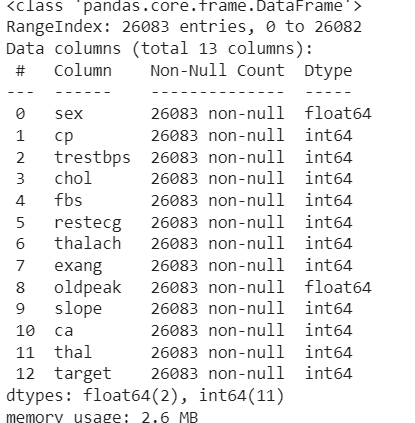 <class 'pandas.core.frame.DataFrame'>
RangeIndex: 26083 entries, 0 to 26082
Data columns (total 13 columns):
 #   Column    Non-Null Count  Dtype
---  ------    --------------  -----
 0   sex       26083 non-null  float64
 1   cp        26083 non-null  int64
 2   trestbps  26083 non-null  int64
 3   chol      26083 non-null  int64
 4   fbs       26083 non-null  int64
 5   restecg   26083 non-null  int64
 6   thalach   26083 non-null  int64
 7   exang     26083 non-null  int64
 8   oldpeak   26083 non-null  float64
 9   slope     26083 non-null  int64
 10  ca        26083 non-null  int64
 11  thal      26083 non-null  int64
 12  target    26083 non-null  int64
dtypes: float64(2), int64(11)
memory usage: 2.6 MB